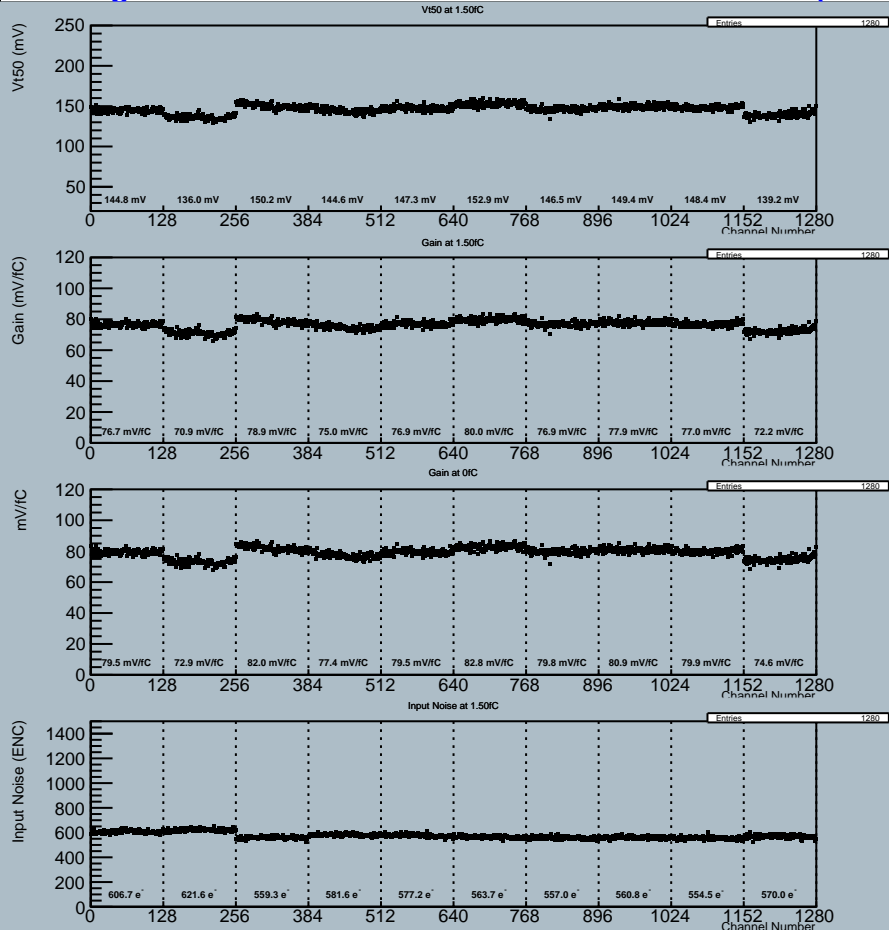 Vt50 at 1.50fC
Entries 1280
Vt50 (mV)
250
200
150
100
50
144.8 mV 136.0 mV 150.2 mV 144.6 mV 147.3 mV 152.9 mV 146.5 mV 149.4 mV 148.4 mV 139.2 mV
0 128 256 384 512 640 768 896 1024 1152 1280
Channel Number
Gain at 1.50fC
Entries 1280
Gain (mV/fC)
120
100
80
60
40
20
0
76.7 mV/fC 70.9 mV/fC 78.9 mV/fC 75.0 mV/fC 76.9 mV/fC 80.0 mV/fC 76.9 mV/fC 77.9 mV/fC 77.0 mV/fC 72.2 mV/fC
0 128 256 384 512 640 768 896 1024 1152 1280
Channel Number
Gain at 0fC
Entries 1280
mV/fC
120
100
80
60
40
20
0
79.5 mV/fC 72.9 mV/fC 82.0 mV/fC 77.4 mV/fC 79.5 mV/fC 82.8 mV/fC 79.8 mV/fC 80.9 mV/fC 79.9 mV/fC 74.6 mV/fC
0 128 256 384 512 640 768 896 1024 1152 1280
Channel Number
Input Noise at 1.50fC
Entries 1280
Input Noise (ENC)
1400
1200
1000
800
600
400
200
0
606.7 e⁻ 621.6 e⁻ 559.3 e⁻ 581.6 e⁻ 577.2 e⁻ 563.7 e⁻ 557.0 e⁻ 560.8 e⁻ 554.5 e⁻ 570.0 e⁻
0 128 256 384 512 640 768 896 1024 1152 1280
Channel Number